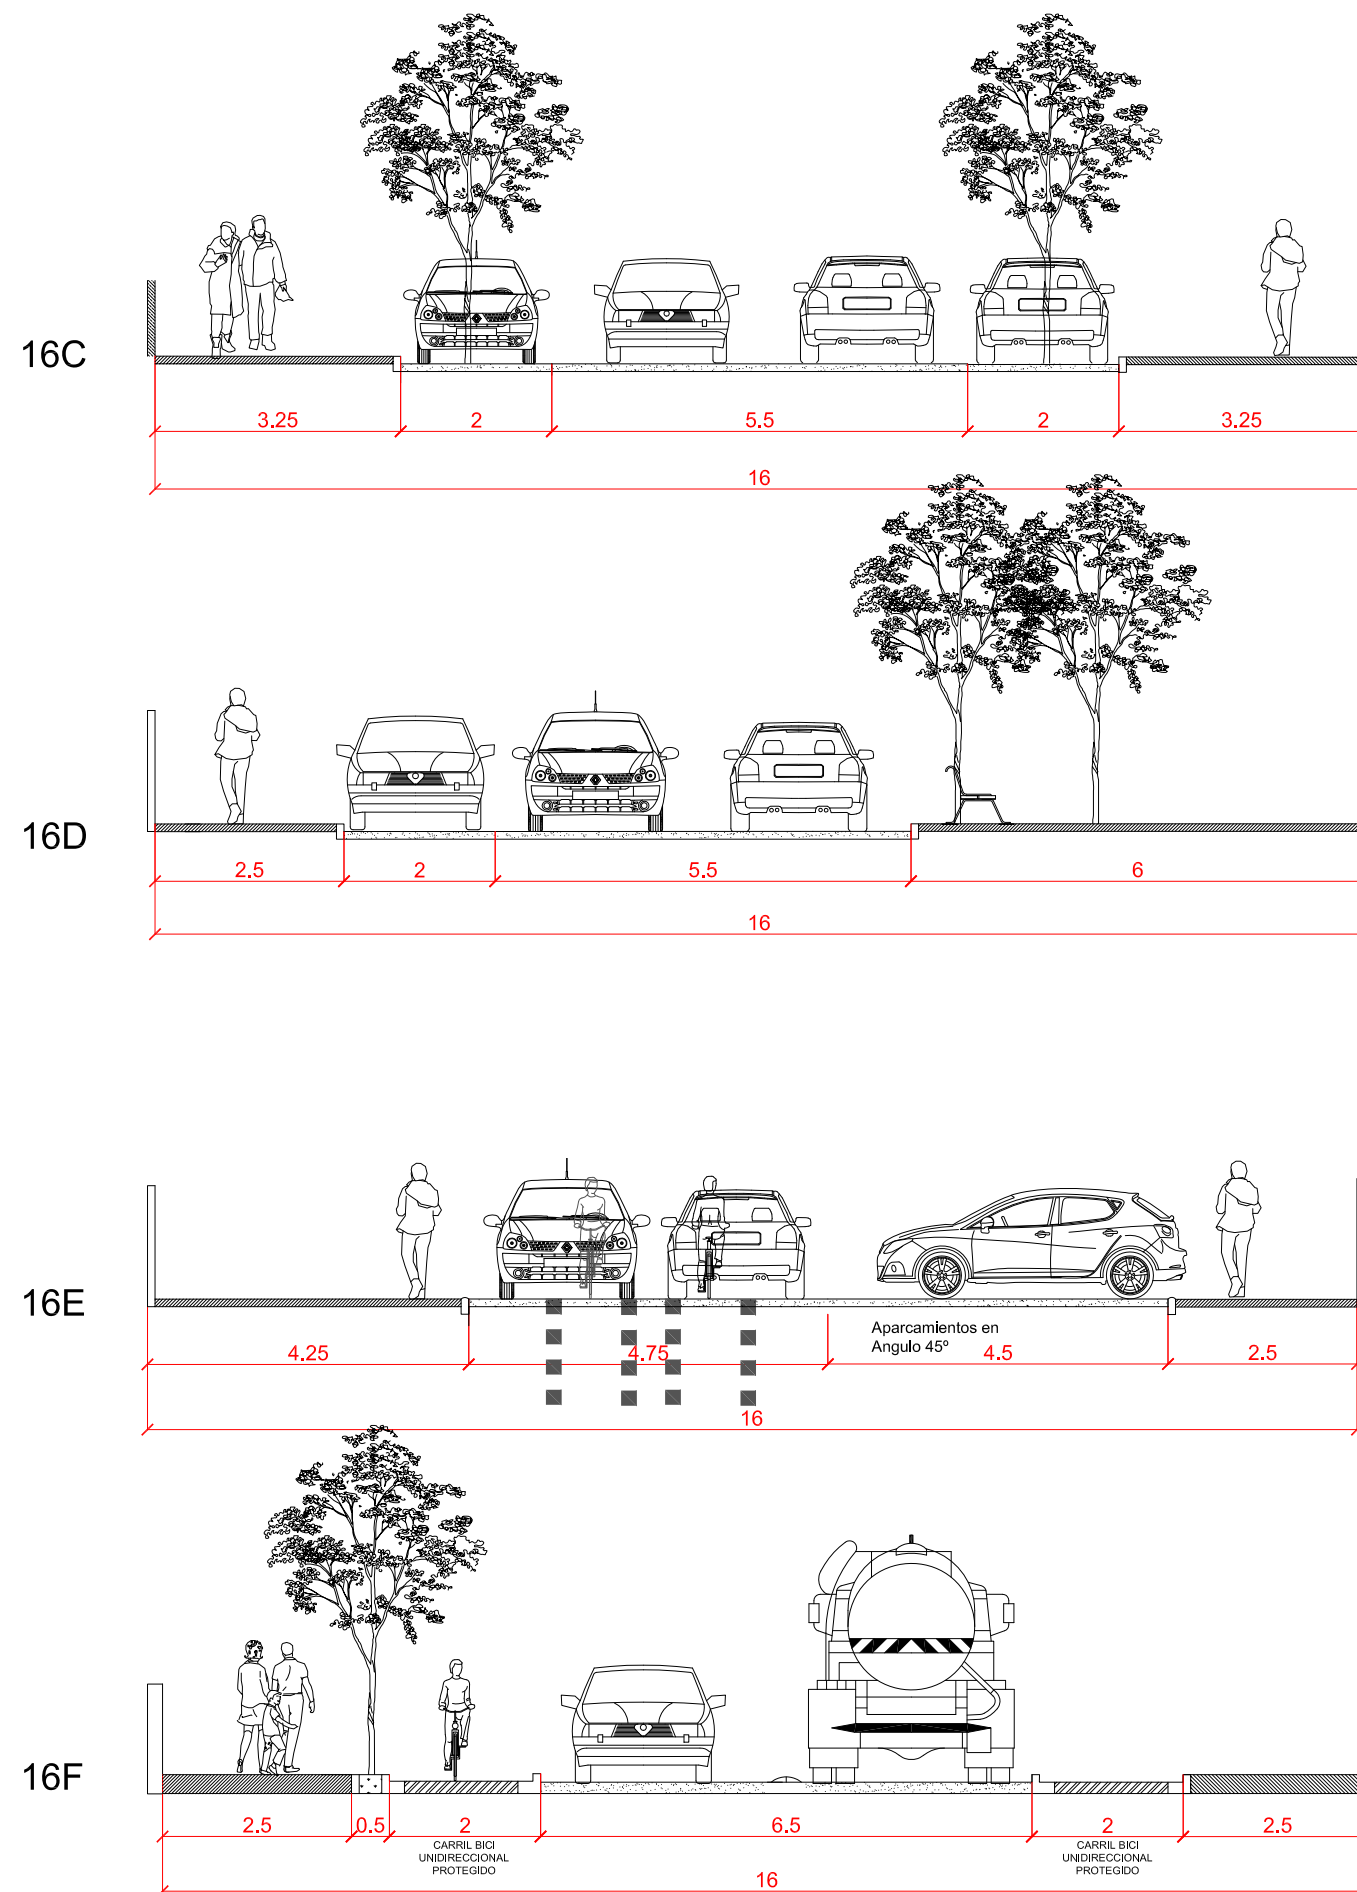 16C
3.25 2 5.5 2 3.25
16
16D
2.5 2 5.5 6
16
16E
Aparcamientos en
Angulo 45º
4.25 4.75 4.5 2.5
16
16F
2.5 0.5 2 6.5 2 2.5
CARRIL BICI
UNIDIRECCIONAL
PROTEGIDO
CARRIL BICI
UNIDIRECCIONAL
PROTEGIDO
16